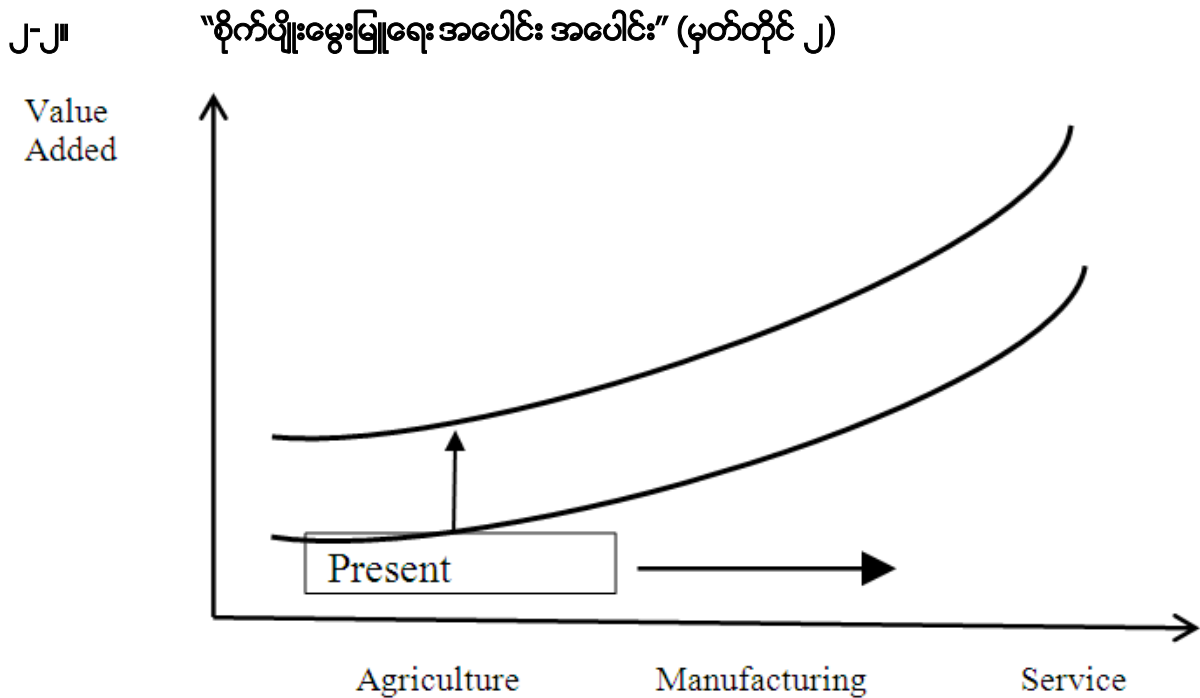 ၂-၂။ “စိုက်ပျိုးမွေးမြူရေး အပေါင်း အပေါင်း” (မှတ်တိုင် ၂)
Value
Added
Present
Agriculture Manufacturing Service